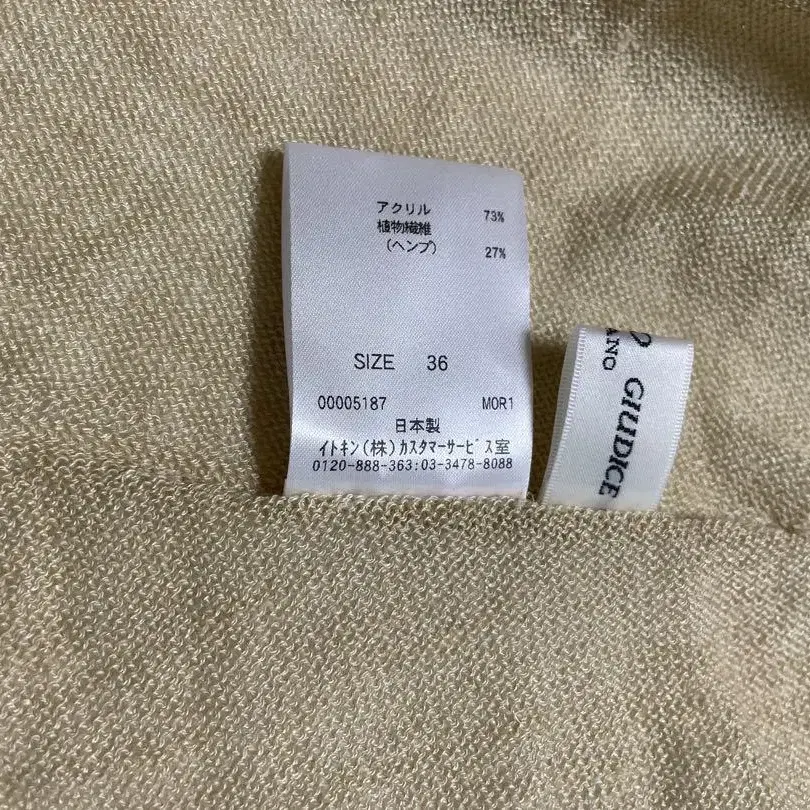 アクリル 73%
植物繊維
(ヘンプ) 27%
SIZE 36
00005187 MOR1
日本製
イトキン(株)カスタマーサービス室
0120-888-363:03-3478-8088
GIUDICE
ANO